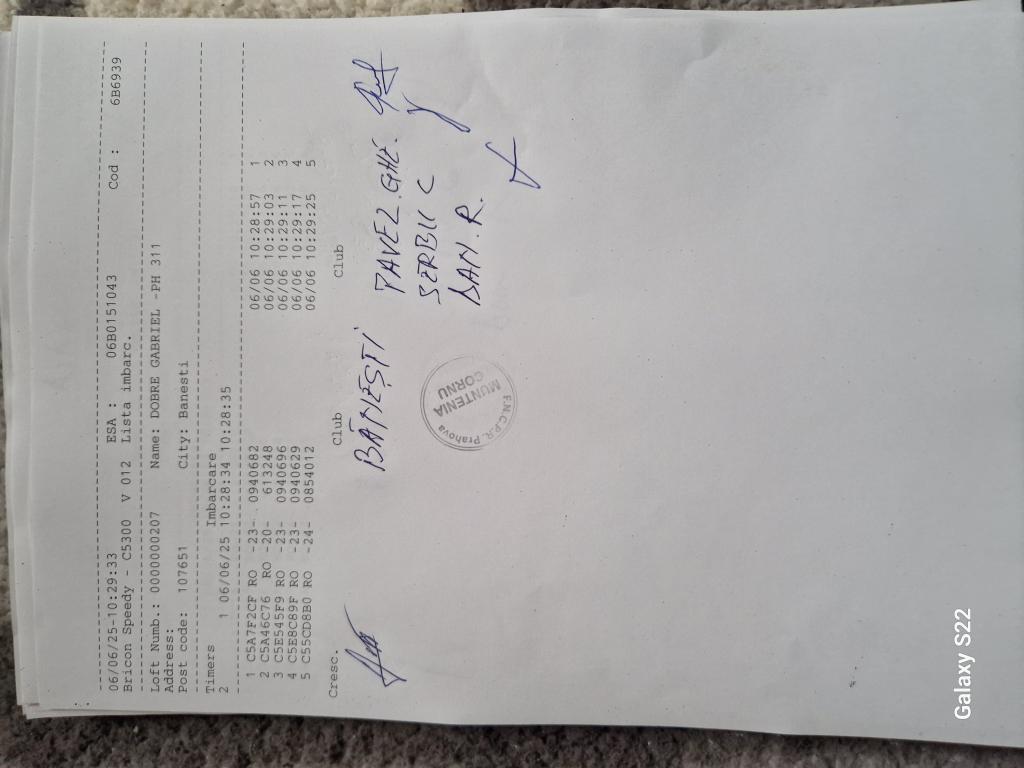 06/06/25-10:29:33 ESA : 06B0151043 Cod : 6B6939
Bricon Speedy - C5300 V 012 Lista imbarc.
Loft Numb.: 0000000207 Name: DOBRE GABRIEL -PH 311
Address:
Post code: 107651 City: Banesti
Timers Imbarcare
2 1 06/06/25 10:28:34 10:28:35
1 C5A7F2CF RO -23- 0940682 06/06 10:28:57 1
2 C5A46C76 RO -20- 613248 06/06 10:29:03 2
3 C5E545F9 RO -23- 0940696 06/06 10:29:11 3
4 C5E8C89F RO -23- 0940629 06/06 10:29:17 4
5 C55CD8B0 RO -24- 0854012 06/06 10:29:25 5
Cresc. Club Club
BĂNEȘTI PAVEL.GHE.
SERBII C
DAN.R.
F.N.C.P.R. Prahova
MUNTENIA
CORNU
Galaxy S22